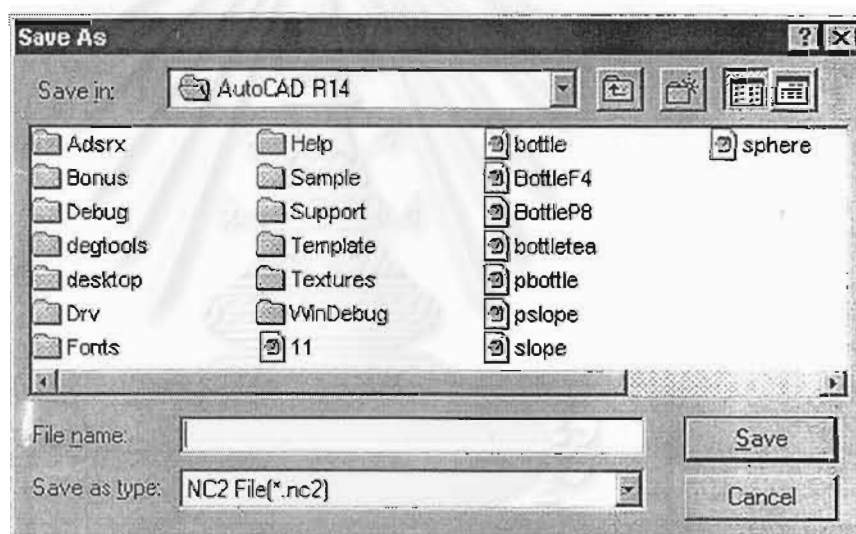 Save As
Save in: AutoCAD R14
Adsrx Help bottle sphere
Bonus Sample BottleF4
Debug Support BottleP8
degtools Template bottletea
desktop Textures pbottle
Drv WinDebug pslope
Fonts 11 slope
File name: Save
Save as type: NC2 File(*.nc2) Cancel